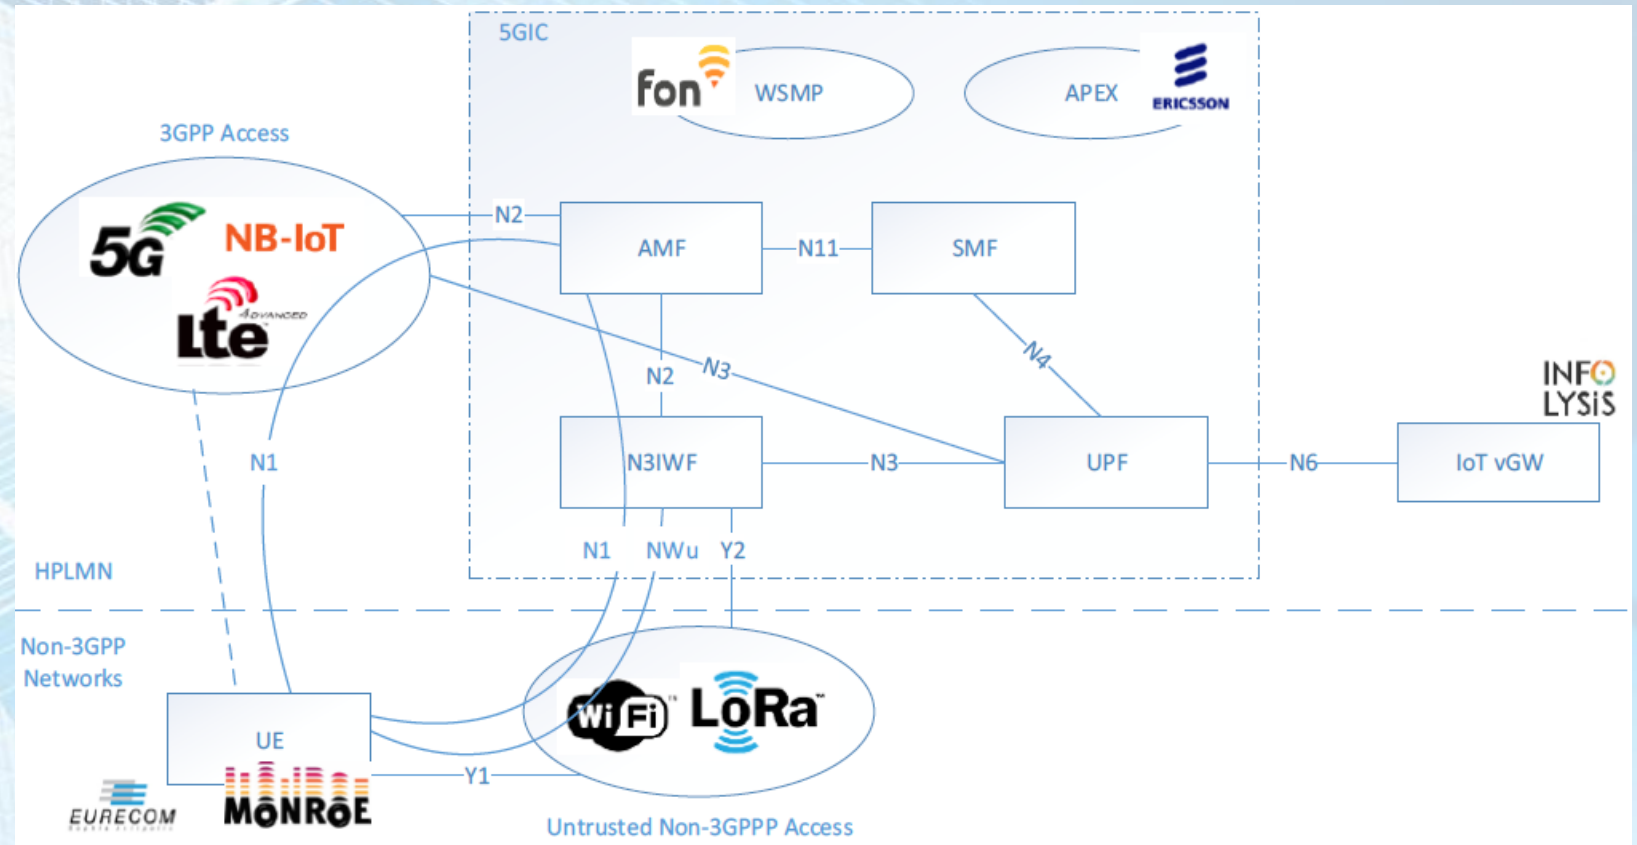 5GIC
fon
WSMP
APEX
ERICSSON
3GPP Access
5G
NB-IoT
ADVANCED
Lte
N2
AMF
N11
SMF
N4
N2
N3
INFO
LYSiS
N1
N3IWF
N3
UPF
N6
IoT vGW
N1
NWu
Y2
HPLMN
Non-3GPP
Networks
UE
WiFi
LoRa
Y1
EURECOM
MONROE
Untrusted Non-3GPPP Access